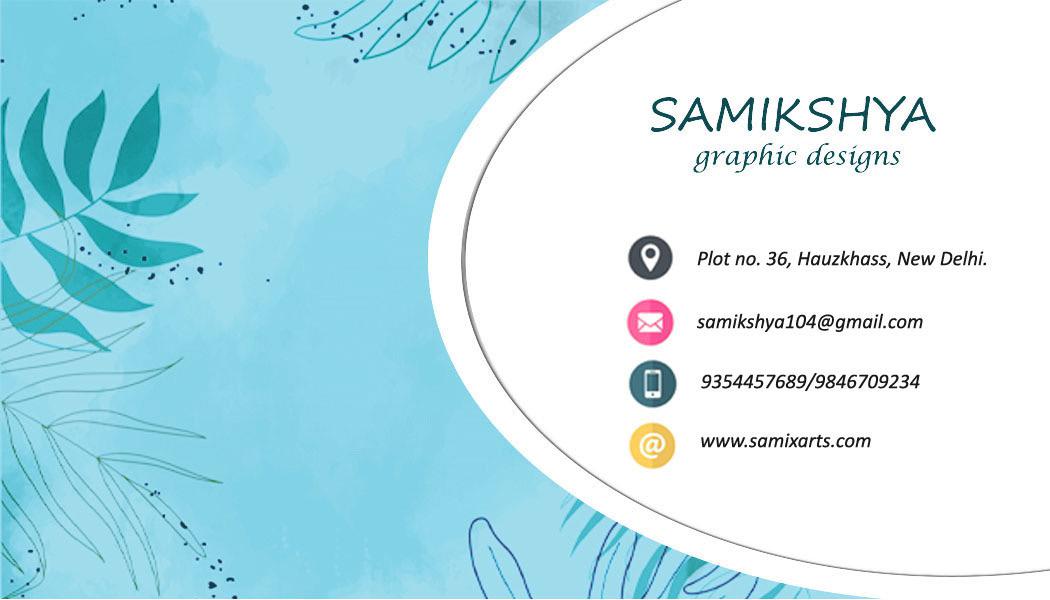 SAMIKSHYA
graphic designs
Plot no. 36, Hauzkhass, New Delhi.
samikshya104@gmail.com
9354457689/9846709234
www.samixarts.com